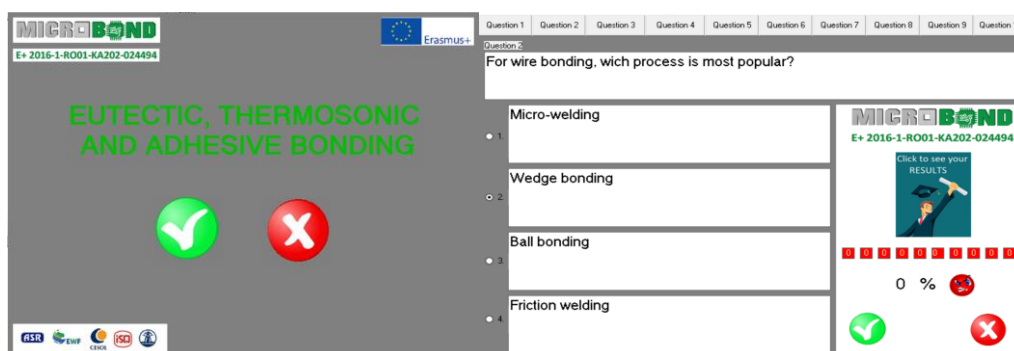 MICROBOND
E+ 2016-1-RO01-KA202-024494
Erasmus+
EUTECTIC, THERMOSONIC
AND ADHESIVE BONDING
ASR
EWF
CESOL
ISQ
Question 1 Question 2 Question 3 Question 4 Question 5 Question 6 Question 7 Question 8 Question 9 Question
Question 2
For wire bonding, wich process is most popular?
1. Micro-welding
2. Wedge bonding
3. Ball bonding
4. Friction welding
MICROBOND
E+ 2016-1-RO01-KA202-024494
Click to see your
RESULTS
0 0 0 0 0 0 0 0 0 0
0 %